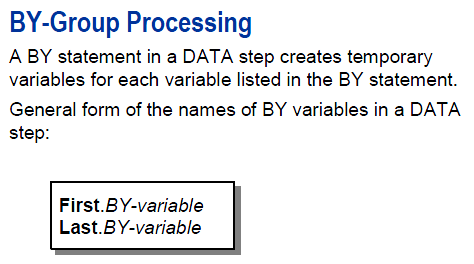 BY-Group Processing
A BY statement in a DATA step creates temporary
variables for each variable listed in the BY statement.
General form of the names of BY variables in a DATA
step:
First.BY-variable
Last.BY-variable